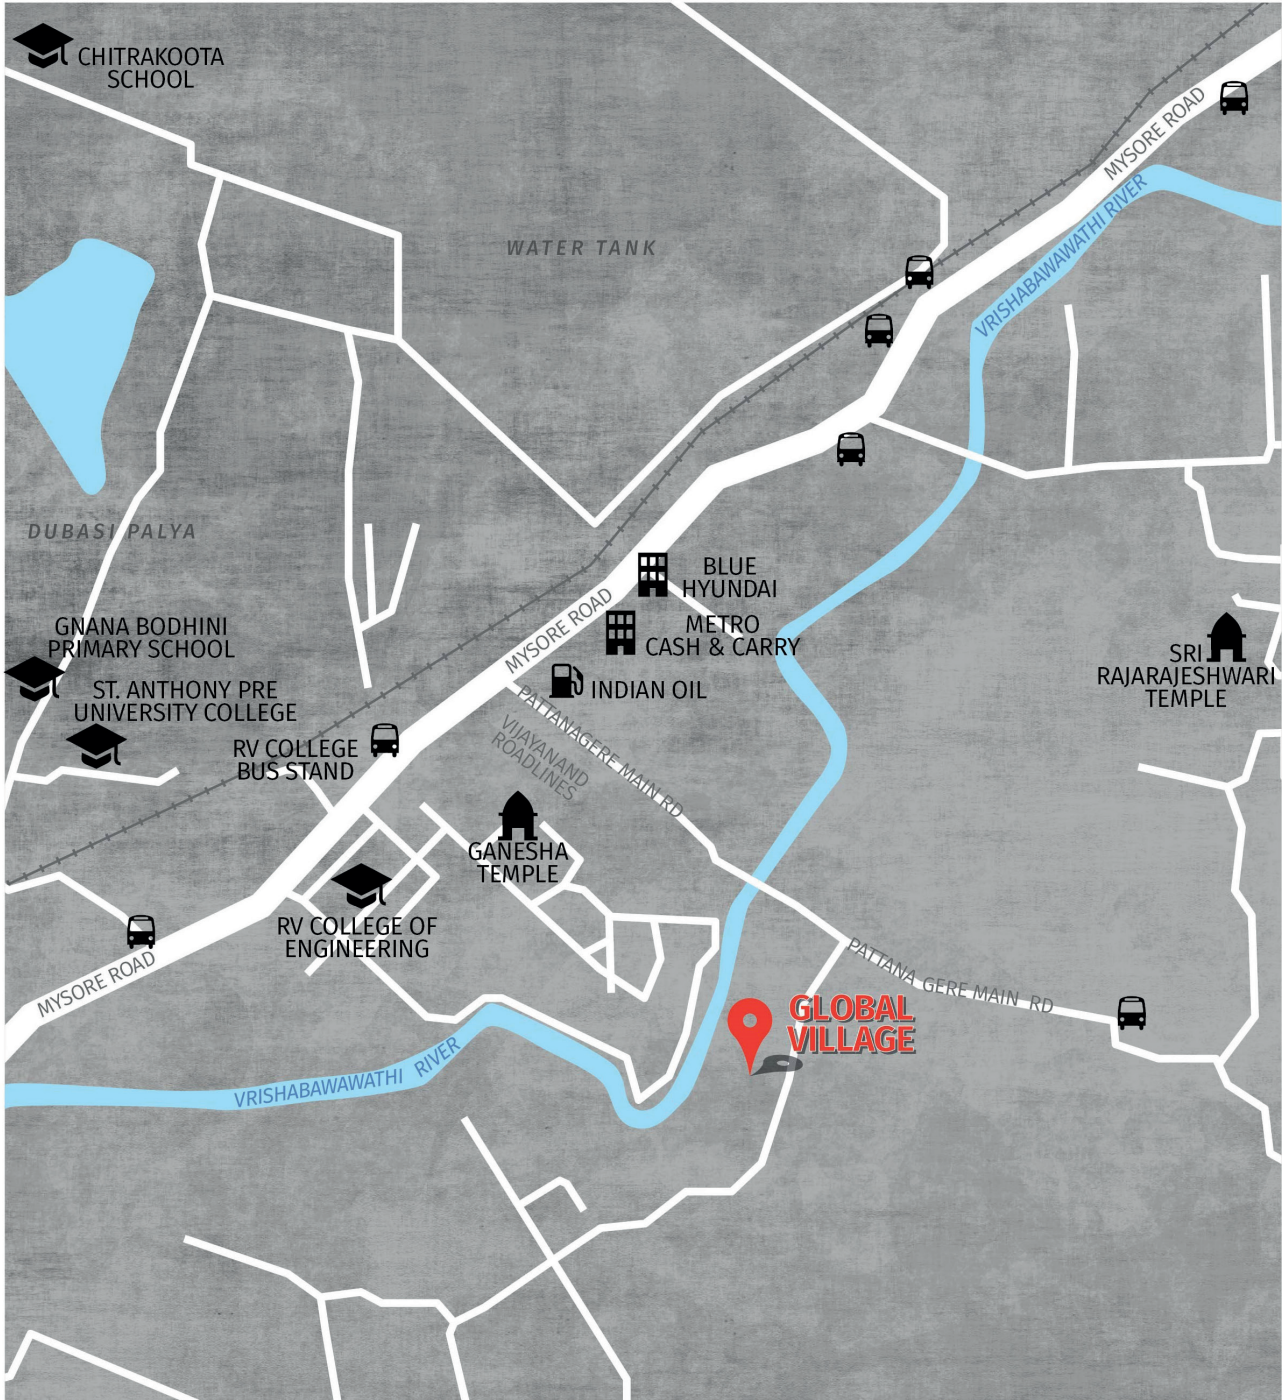 CHITRAKOOTA
SCHOOL
MYSORE ROAD
VRISHABAWAWATHI RIVER
WATER TANK
DUBASI PALYA
BLUE
HYUNDAI
MYSORE ROAD
METRO
CASH & CARRY
GNANA BODHINI
PRIMARY SCHOOL
SRI
RAJARAJESHWARI
TEMPLE
INDIAN OIL
ST. ANTHONY PRE
UNIVERSITY COLLEGE
PATTANAGERE MAIN RD
VIJAYANAND
ROADLINES
RV COLLEGE
BUS STAND
GANESHA
TEMPLE
RV COLLEGE OF
ENGINEERING
MYSORE ROAD
PATTANA GERE MAIN RD
GLOBAL
VILLAGE
VRISHABAWAWATHI RIVER